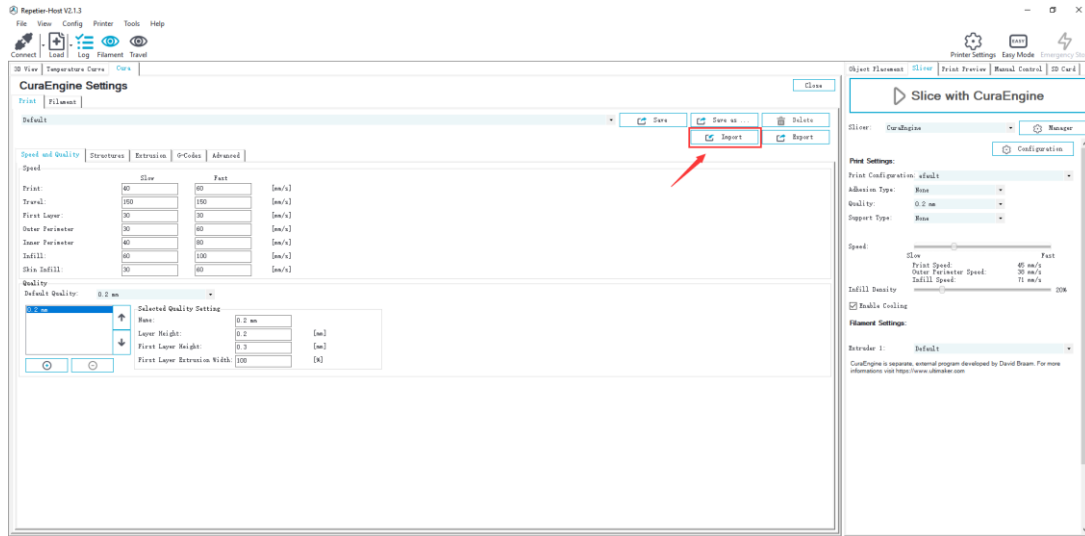 Repetier-Host V2.1.3
File View Config Printer Tools Help
Connect Load Log Filament Travel
Printer Settings Easy Mode Emergency Sto
EASY
3D View Temperature Curve Cura
Object Placement Slicer Print Preview Manual Control SD Card
CuraEngine Settings
Close
Print Filament
Default
Save Save as ... Delete
Import Export
Speed and Quality Structures Extrusion G-Codes Advanced
Speed
Slow Fast
Print: 40 60 [mm/s]
Travel: 150 150 [mm/s]
First Layer: 30 30 [mm/s]
Outer Perimeter 30 60 [mm/s]
Inner Perimeter 40 80 [mm/s]
Infill: 60 100 [mm/s]
Skin Infill: 30 60 [mm/s]
Quality
Default Quality: 0.2 mm
0.2 mm
Selected Quality Setting
Name: 0.2 mm
Layer Height: 0.2 [mm]
First Layer Height: 0.3 [mm]
First Layer Extrusion Width: 100 [%]
Slice with CuraEngine
Slicer: CuraEngine Manager
Configuration
Print Settings:
Print Configuration: efault
Adhesion Type: None
Quality: 0.2 mm
Support Type: None
Speed:
Slow Fast
Print Speed: 45 mm/s
Outer Perimeter Speed: 36 mm/s
Infill Speed: 71 mm/s
Infill Density 20%
Enable Cooling
Filament Settings:
Extruder 1: Default
CuraEngine is separate, external program developed by David Braam. For more
informations visit https://www.ultimaker.com